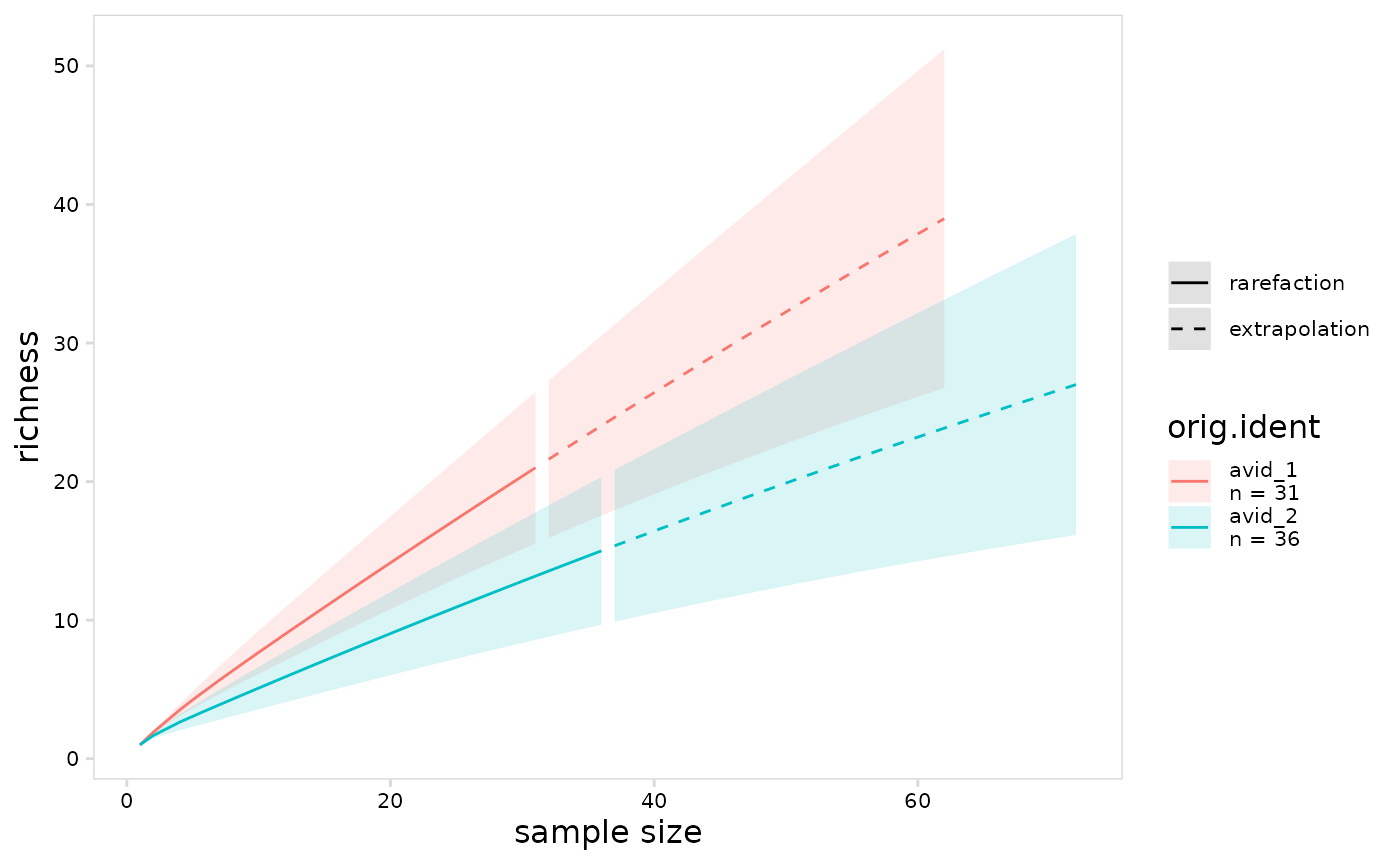 50
40
30
20
10
0
0 20 40 60
sample size
richness
rarefaction
extrapolation
orig.ident
avid_1
n = 31
avid_2
n = 36